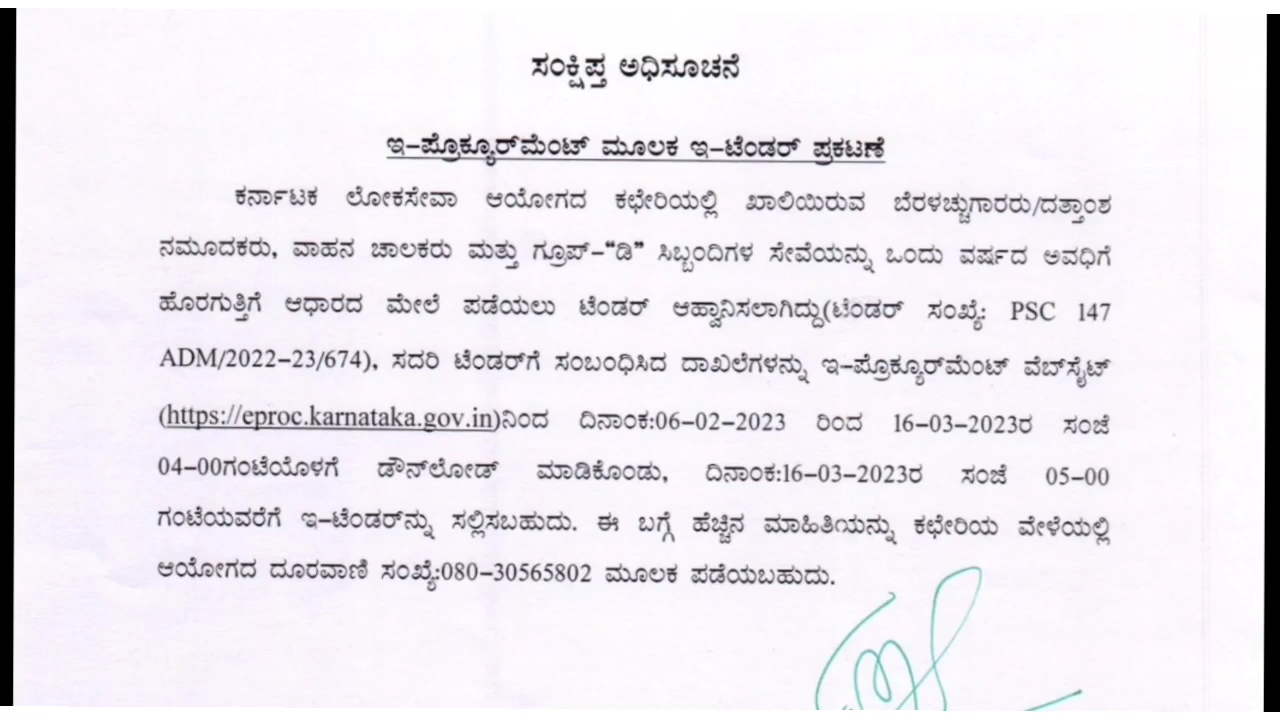 ಸಂಕ್ಷಿಪ್ತ ಅಧಿಸೂಚನೆ
ಇ–ಪ್ರೊಕ್ಯೂರ್‌ಮೆಂಟ್ ಮೂಲಕ ಇ–ಟೆಂಡರ್ ಪ್ರಕಟಣೆ
ಕರ್ನಾಟಕ ಲೋಕಸೇವಾ ಆಯೋಗದ ಕಛೇರಿಯಲ್ಲಿ ಖಾಲಿಯಿರುವ ಬೆರಳಚ್ಚುಗಾರರು/ದತ್ತಾಂಶ
ನಮೂದಕರು, ವಾಹನ ಚಾಲಕರು ಮತ್ತು ಗ್ರೂಪ್–“ಡಿ” ಸಿಬ್ಬಂದಿಗಳ ಸೇವೆಯನ್ನು ಒಂದು ವರ್ಷದ ಅವಧಿಗೆ
ಹೊರಗುತ್ತಿಗೆ ಆಧಾರದ ಮೇಲೆ ಪಡೆಯಲು ಟೆಂಡರ್ ಆಹ್ವಾನಿಸಲಾಗಿದ್ದು(ಟೆಂಡರ್ ಸಂಖ್ಯೆ: PSC 147
ADM/2022–23/674), ಸದರಿ ಟೆಂಡರ್‌ಗೆ ಸಂಬಂಧಿಸಿದ ದಾಖಲೆಗಳನ್ನು ಇ–ಪ್ರೊಕ್ಯೂರ್‌ಮೆಂಟ್ ವೆಬ್‌ಸೈಟ್
(https://eproc.karnataka.gov.in)ನಿಂದ ದಿನಾಂಕ:06–02–2023 ರಿಂದ 16–03–2023ರ ಸಂಜೆ
04–00ಗಂಟೆಯೊಳಗೆ ಡೌನ್‌ಲೋಡ್ ಮಾಡಿಕೊಂಡು, ದಿನಾಂಕ:16–03–2023ರ ಸಂಜೆ 05–00
ಗಂಟೆಯವರೆಗೆ ಇ–ಟೆಂಡರ್‌ನ್ನು ಸಲ್ಲಿಸಬಹುದು. ಈ ಬಗ್ಗೆ ಹೆಚ್ಚಿನ ಮಾಹಿತಿಯನ್ನು ಕಛೇರಿಯ ವೇಳೆಯಲ್ಲಿ
ಆಯೋಗದ ದೂರವಾಣಿ ಸಂಖ್ಯೆ:080–30565802 ಮೂಲಕ ಪಡೆಯಬಹುದು.